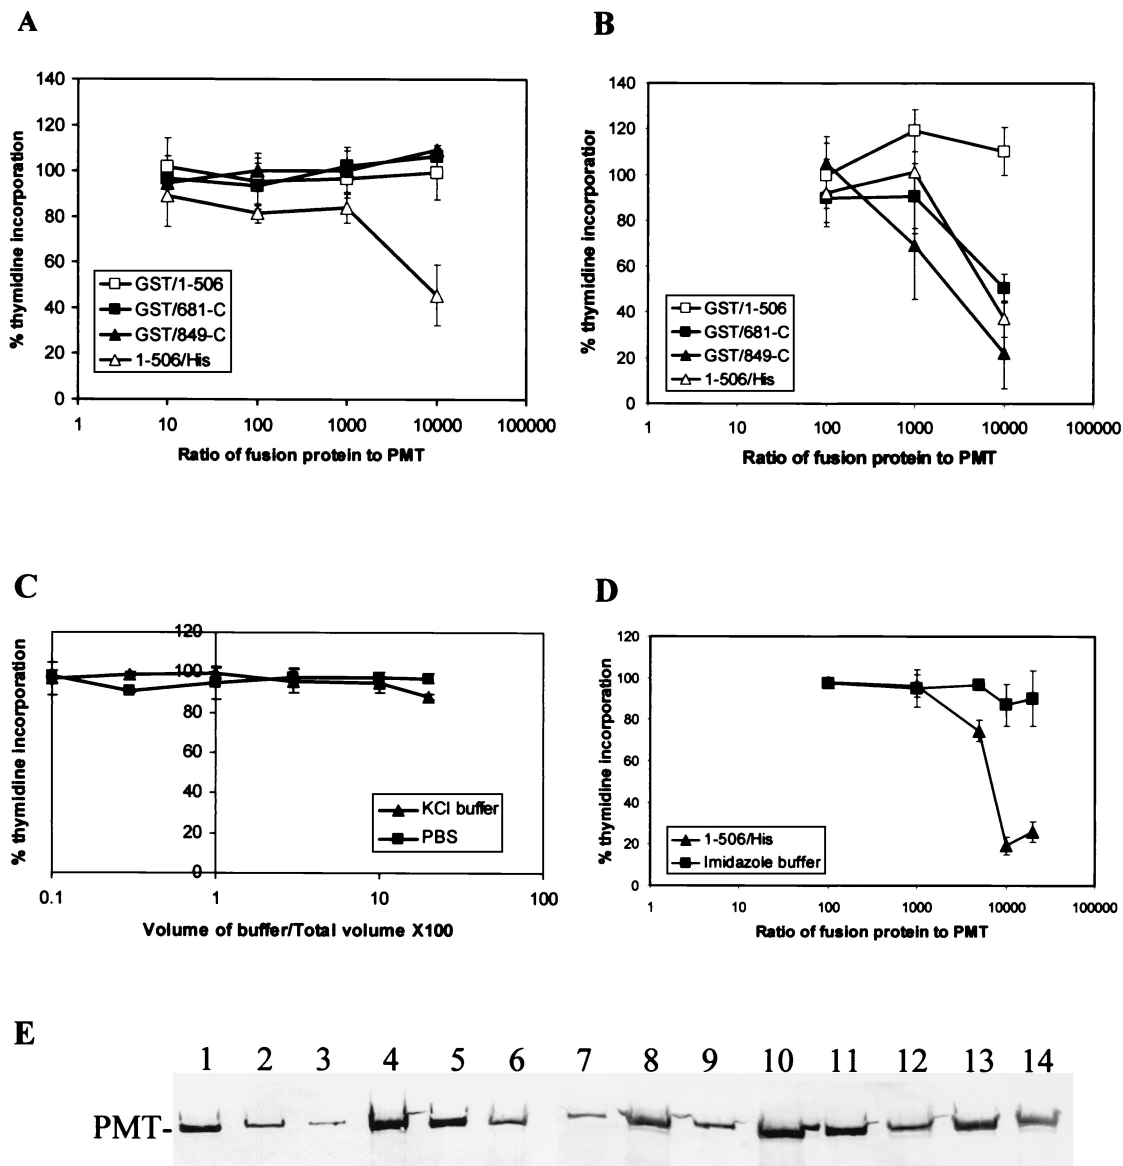 A
% thymidine incorporation
140
120
100
80
60
40
20
0
GST/1-506
GST/681-C
GST/849-C
1-506/His
1 10 100 1000 10000 100000
Ratio of fusion protein to PMT
B
% thymidine incorporation
140
120
100
80
60
40
20
0
GST/1-506
GST/681-C
GST/849-C
1-506/His
1 10 100 1000 10000 100000
Ratio of fusion protein to PMT
C
% thymidine incorporation
120
100
80
60
40
20
0
KCl buffer
PBS
0.1 1 10 100
Volume of buffer/Total volume X100
D
% thymidine incorporation
120
100
80
60
40
20
0
1-506/His
Imidazole buffer
1 10 100 1000 10000 100000
Ratio of fusion protein to PMT
E
1 2 3 4 5 6 7 8 9 10 11 12 13 14
PMT-